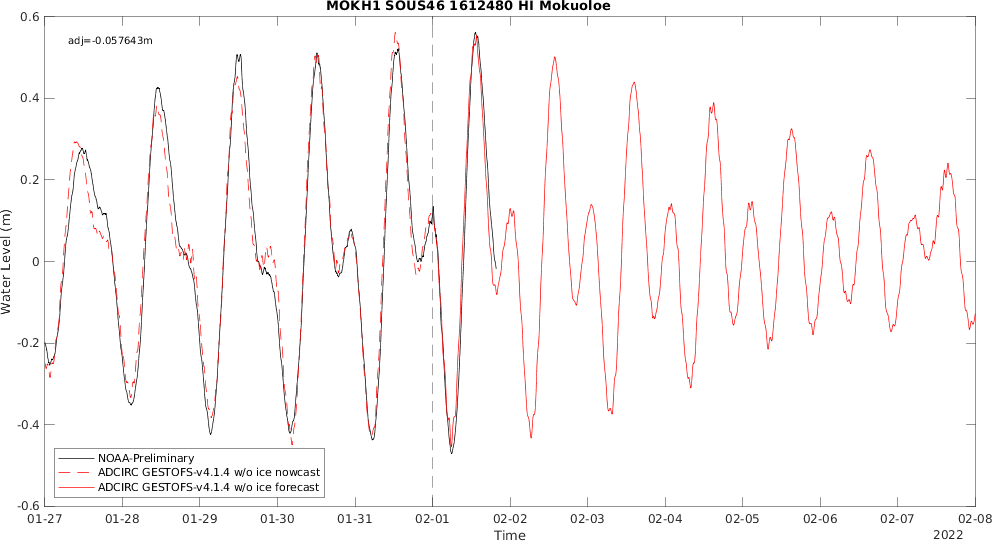 MOKH1 SOUS46 1612480 HI Mokuoloe
adj=-0.057643m
Water Level (m)
0.6
0.4
0.2
0
-0.2
-0.4
-0.6
NOAA-Preliminary
ADCIRC GESTOFS-v4.1.4 w/o ice nowcast
ADCIRC GESTOFS-v4.1.4 w/o ice forecast
01-27 01-28 01-29 01-30 01-31 02-01 02-02 02-03 02-04 02-05 02-06 02-07 02-08
Time
2022